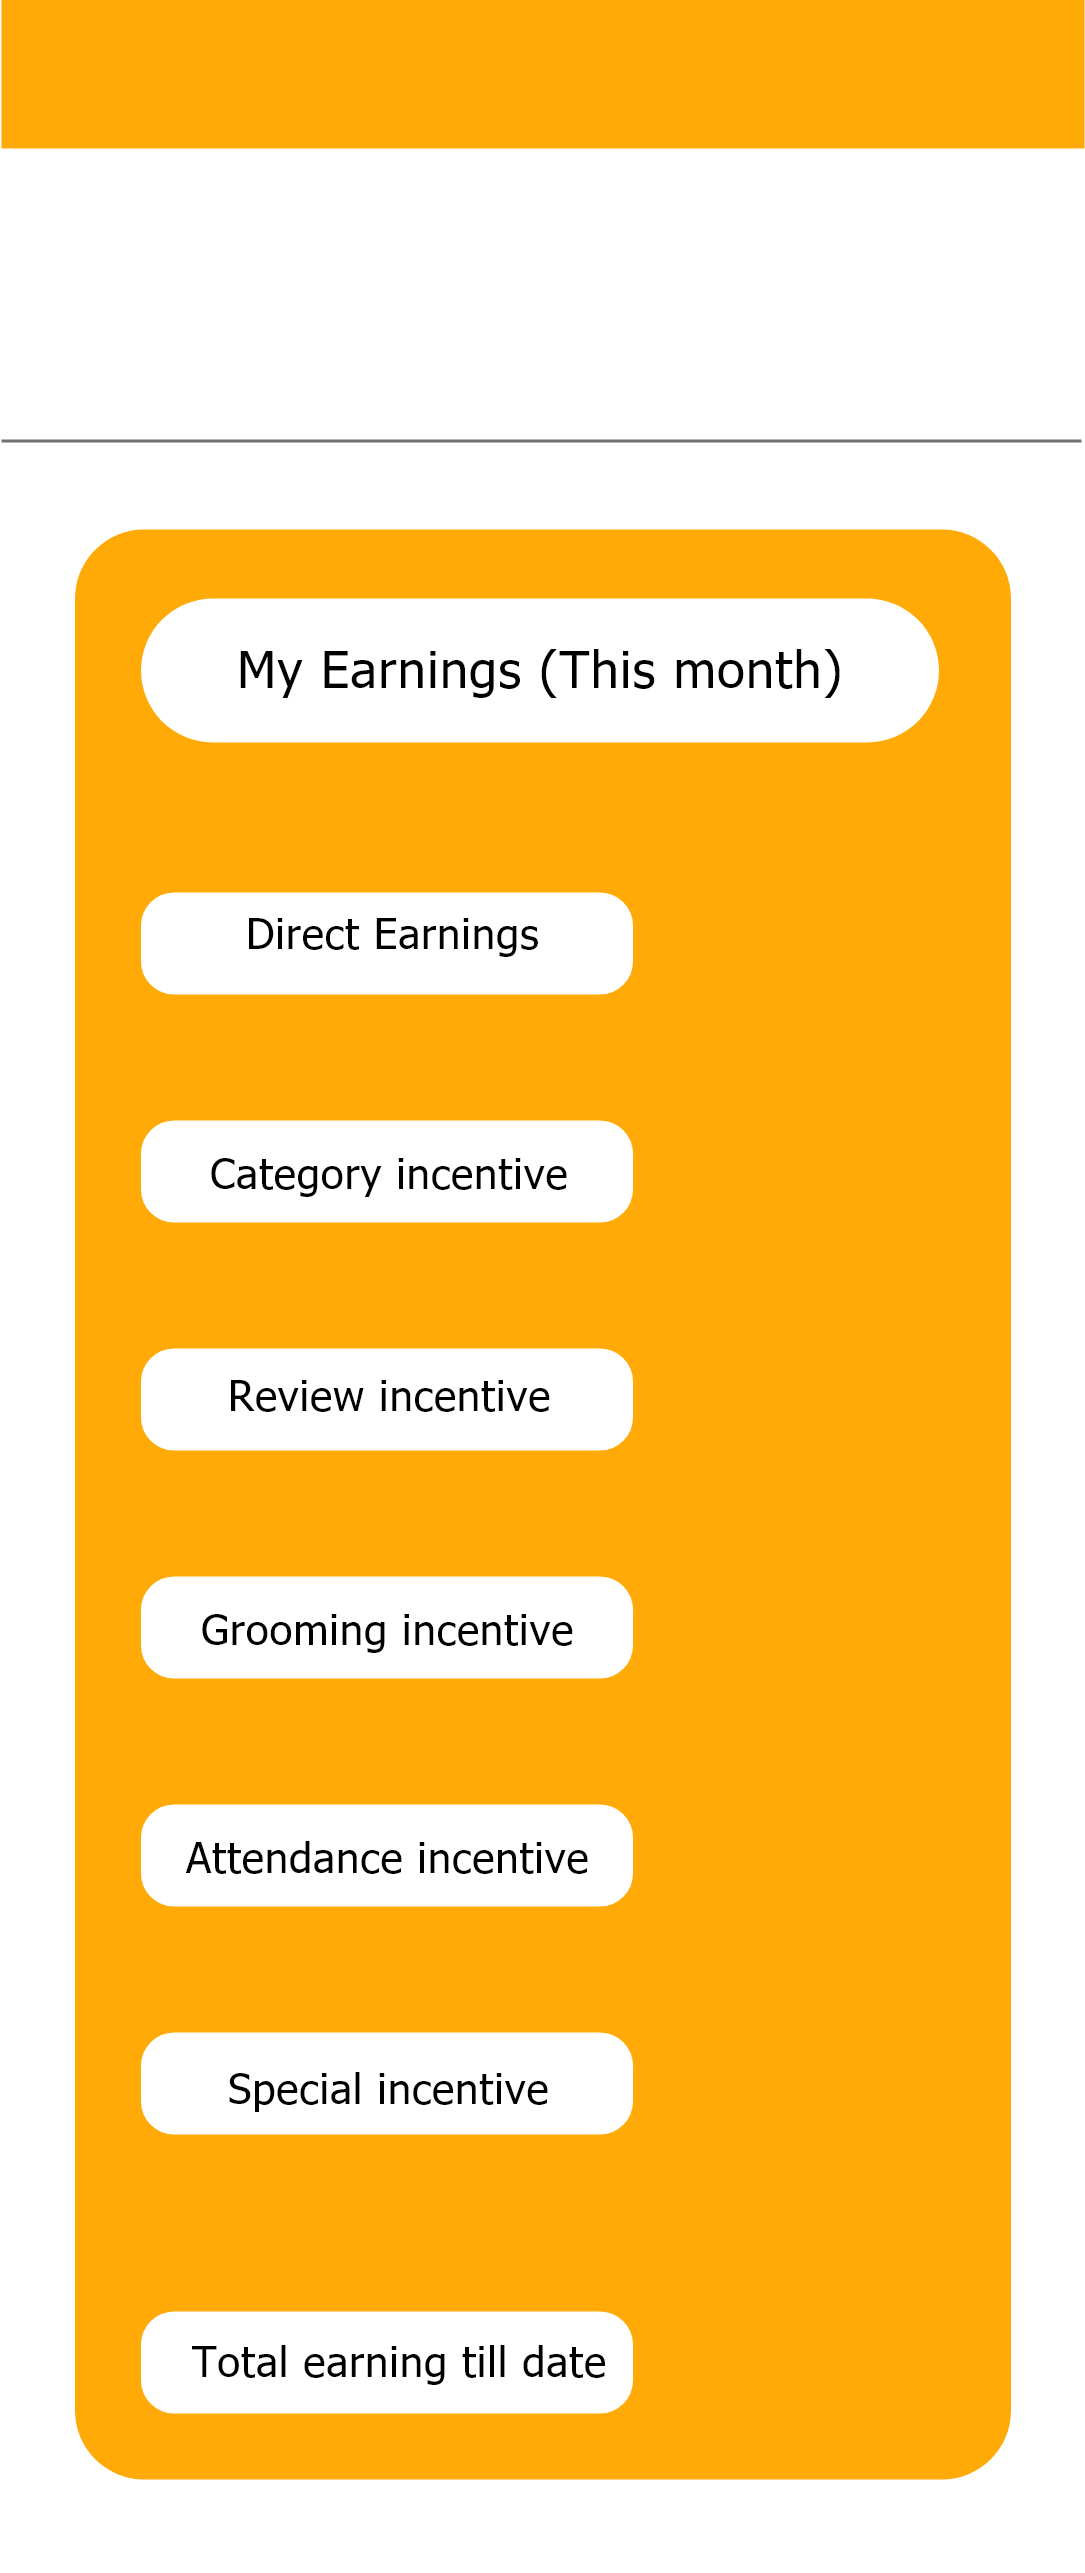 My Earnings (This month)
Direct Earnings
Category incentive
Review incentive
Grooming incentive
Attendance incentive
Special incentive
Total earning till date